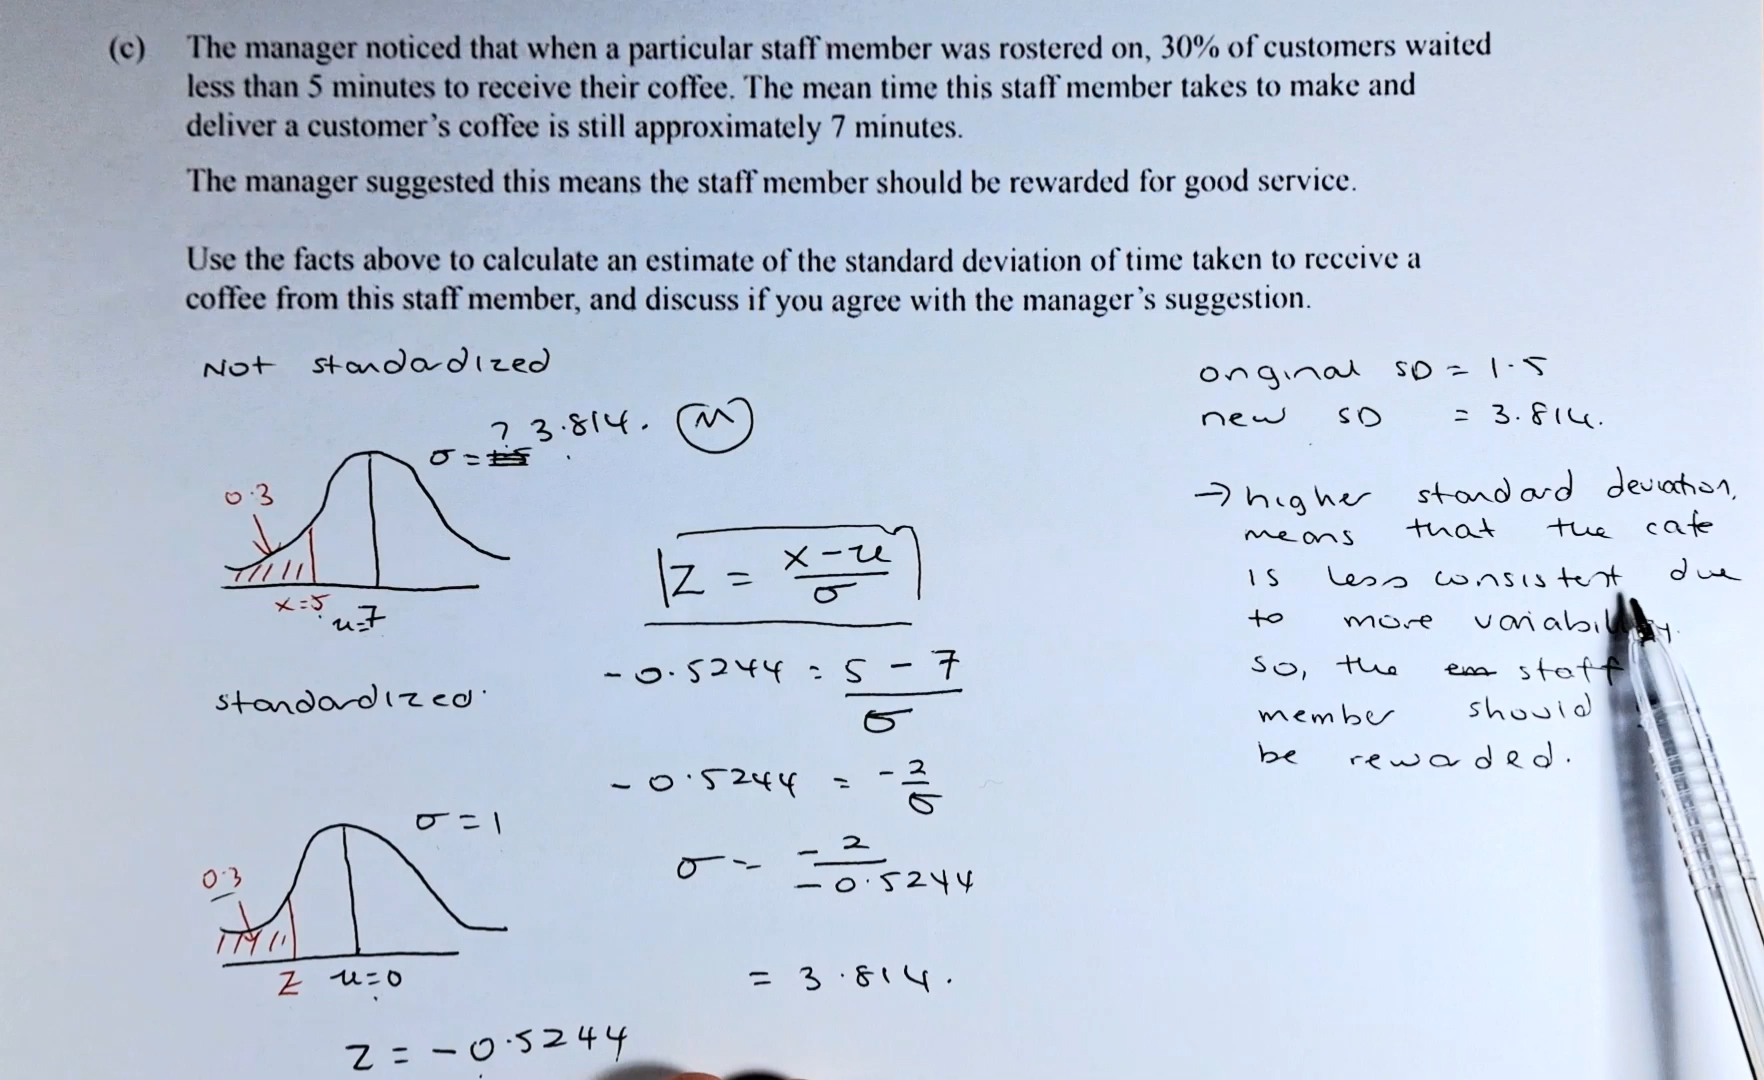 (c) The manager noticed that when a particular staff member was rostered on, 30% of customers waited
less than 5 minutes to receive their coffee. The mean time this staff member takes to make and
deliver a customer's coffee is still approximately 7 minutes.
The manager suggested this means the staff member should be rewarded for good service.
Use the facts above to calculate an estimate of the standard deviation of time taken to receive a
coffee from this staff member, and discuss if you agree with the manager's suggestion.
Not standardized
? 3.814. M
σ =
0.3
x=5
μ=7
standardized.
σ = 1
0.3
Z μ=0
Z = -0.5244
Z = x-μ / σ
-0.5244 = 5 - 7 / σ
-0.5244 = -2/σ
σ = -2 / -0.5244
= 3.814.
original SD = 1.5
new SD = 3.814.
→ higher standard deviation,
means that the cafe
is less consistent due
to more variability.
so, the staff
member should
be rewarded.